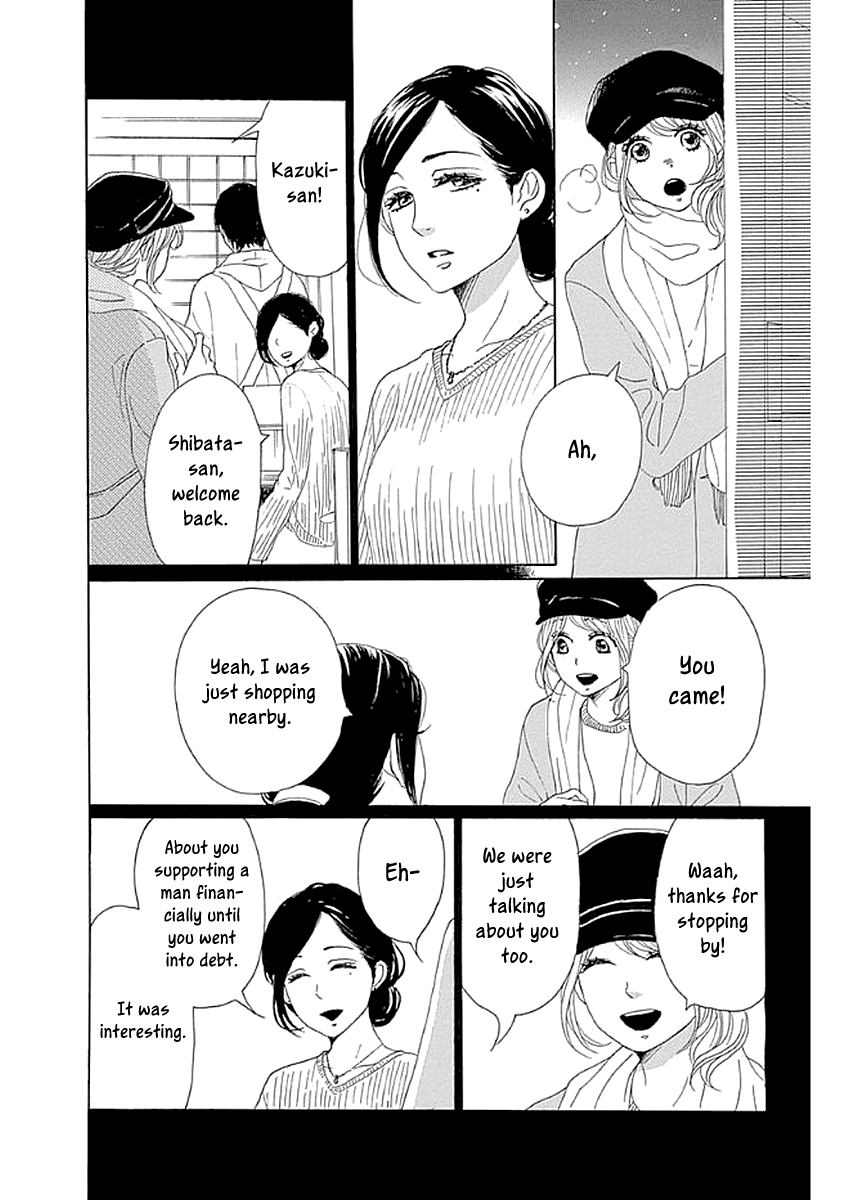 Ah,
Kazuki-
san!
Shibata-
san,
welcome
back.
You
came!
Yeah, I was
just shopping
nearby.
Waah,
thanks for
stopping
by!
We were
just
talking
about you
too.
Eh-
About you
supporting a
man finan-
cially until
you went
into debt.
It was
interesting.